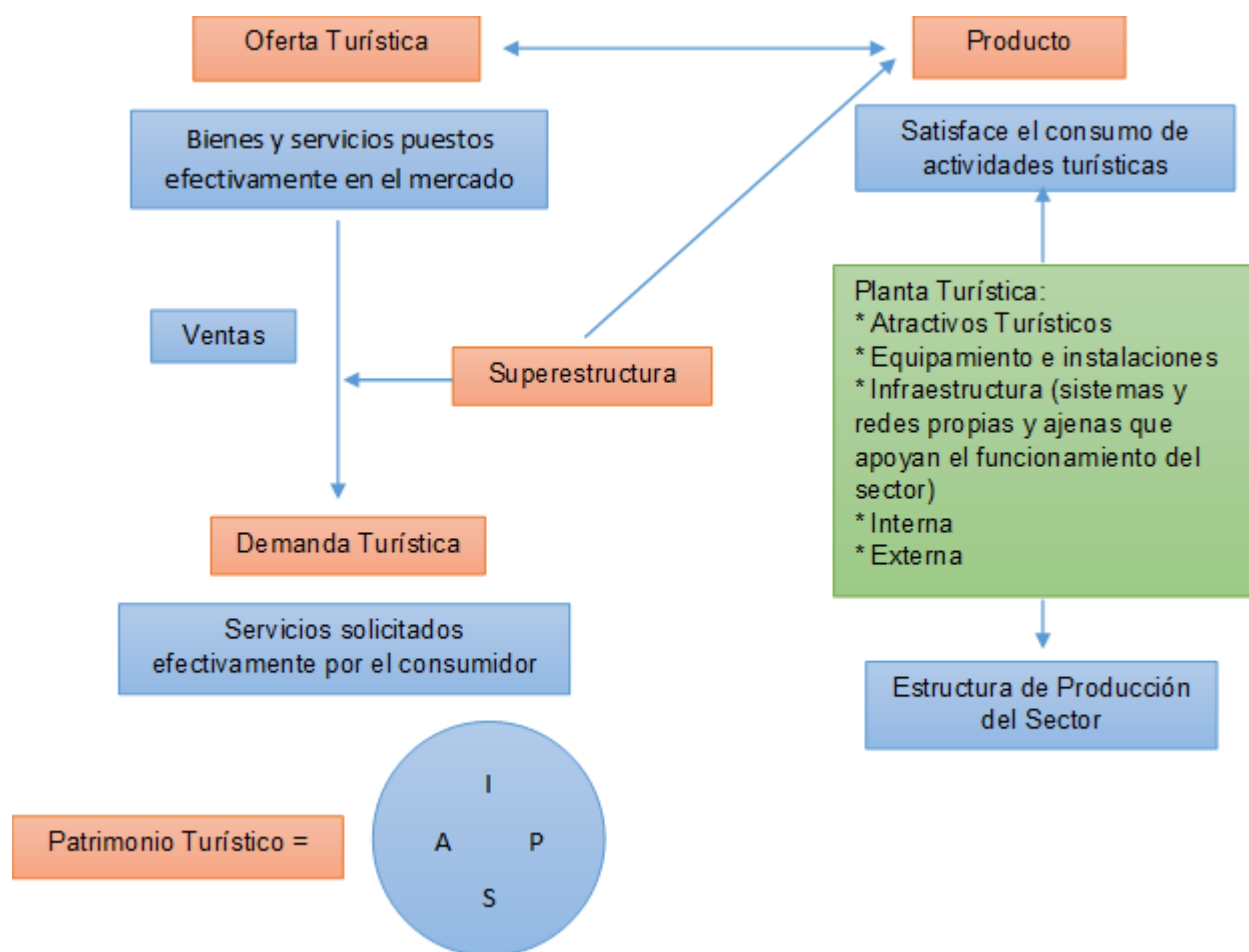 Oferta Turística
Producto
Bienes y servicios puestos
efectivamente en el mercado
Satisface el consumo de
actividades turísticas
Ventas
Superestructura
Planta Turística:
* Atractivos Turísticos
* Equipamiento e instalaciones
* Infraestructura (sistemas y
redes propias y ajenas que
apoyan el funcionamiento del
sector)
* Interna
* Externa
Demanda Turística
Servicios solicitados
efectivamente por el consumidor
Estructura de Producción
del Sector
Patrimonio Turístico =
I
A P
S